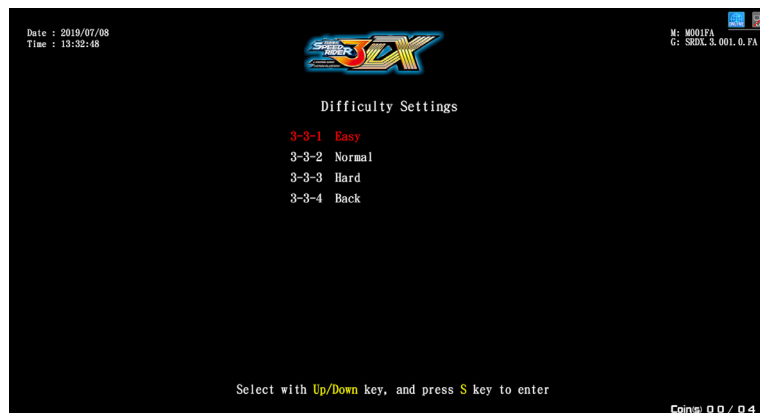 Date : 2019/07/08
Time : 13:32:48
SPEED RIDER 3 DX
M: M001FA
G: SRDX.3.001.0.FA
Difficulty Settings
3-3-1 Easy
3-3-2 Normal
3-3-3 Hard
3-3-4 Back
Select with Up/Down key, and press S key to enter
Coin(s) 00/04